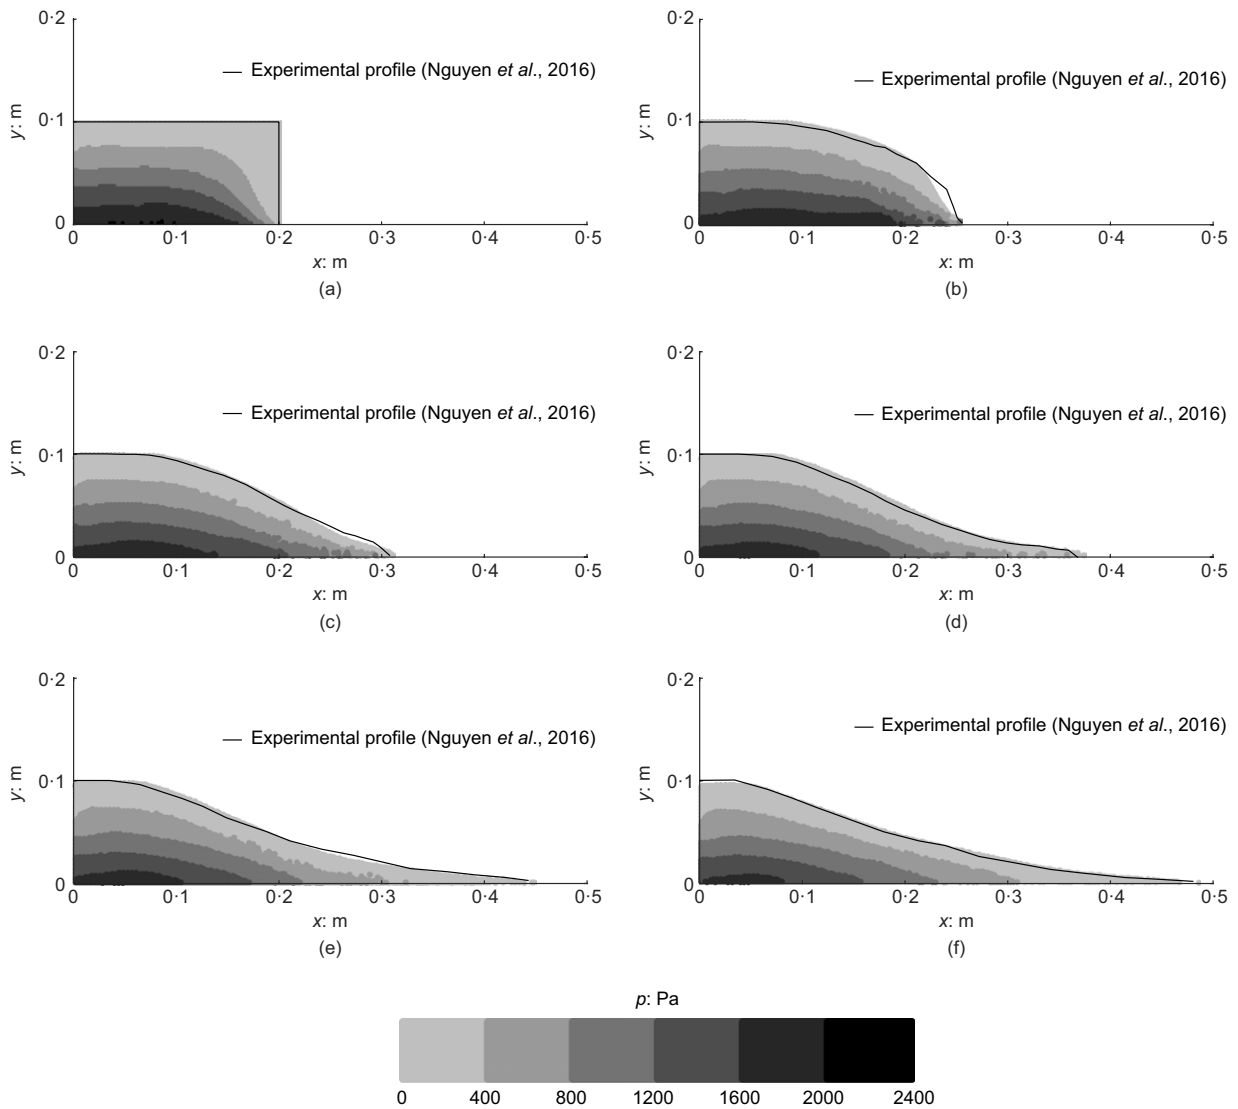 0·2
Experimental profile (Nguyen et al., 2016)
y: m
0·1
0
0 0·1 0·2 0·3 0·4 0·5
x: m
(a)
0·2
Experimental profile (Nguyen et al., 2016)
y: m
0·1
0
0 0·1 0·2 0·3 0·4 0·5
x: m
(b)
0·2
Experimental profile (Nguyen et al., 2016)
y: m
0·1
0
0 0·1 0·2 0·3 0·4 0·5
x: m
(c)
0·2
Experimental profile (Nguyen et al., 2016)
y: m
0·1
0
0 0·1 0·2 0·3 0·4 0·5
x: m
(d)
0·2
Experimental profile (Nguyen et al., 2016)
y: m
0·1
0
0 0·1 0·2 0·3 0·4 0·5
x: m
(e)
0·2
Experimental profile (Nguyen et al., 2016)
y: m
0·1
0
0 0·1 0·2 0·3 0·4 0·5
x: m
(f)
p: Pa
0 400 800 1200 1600 2000 2400